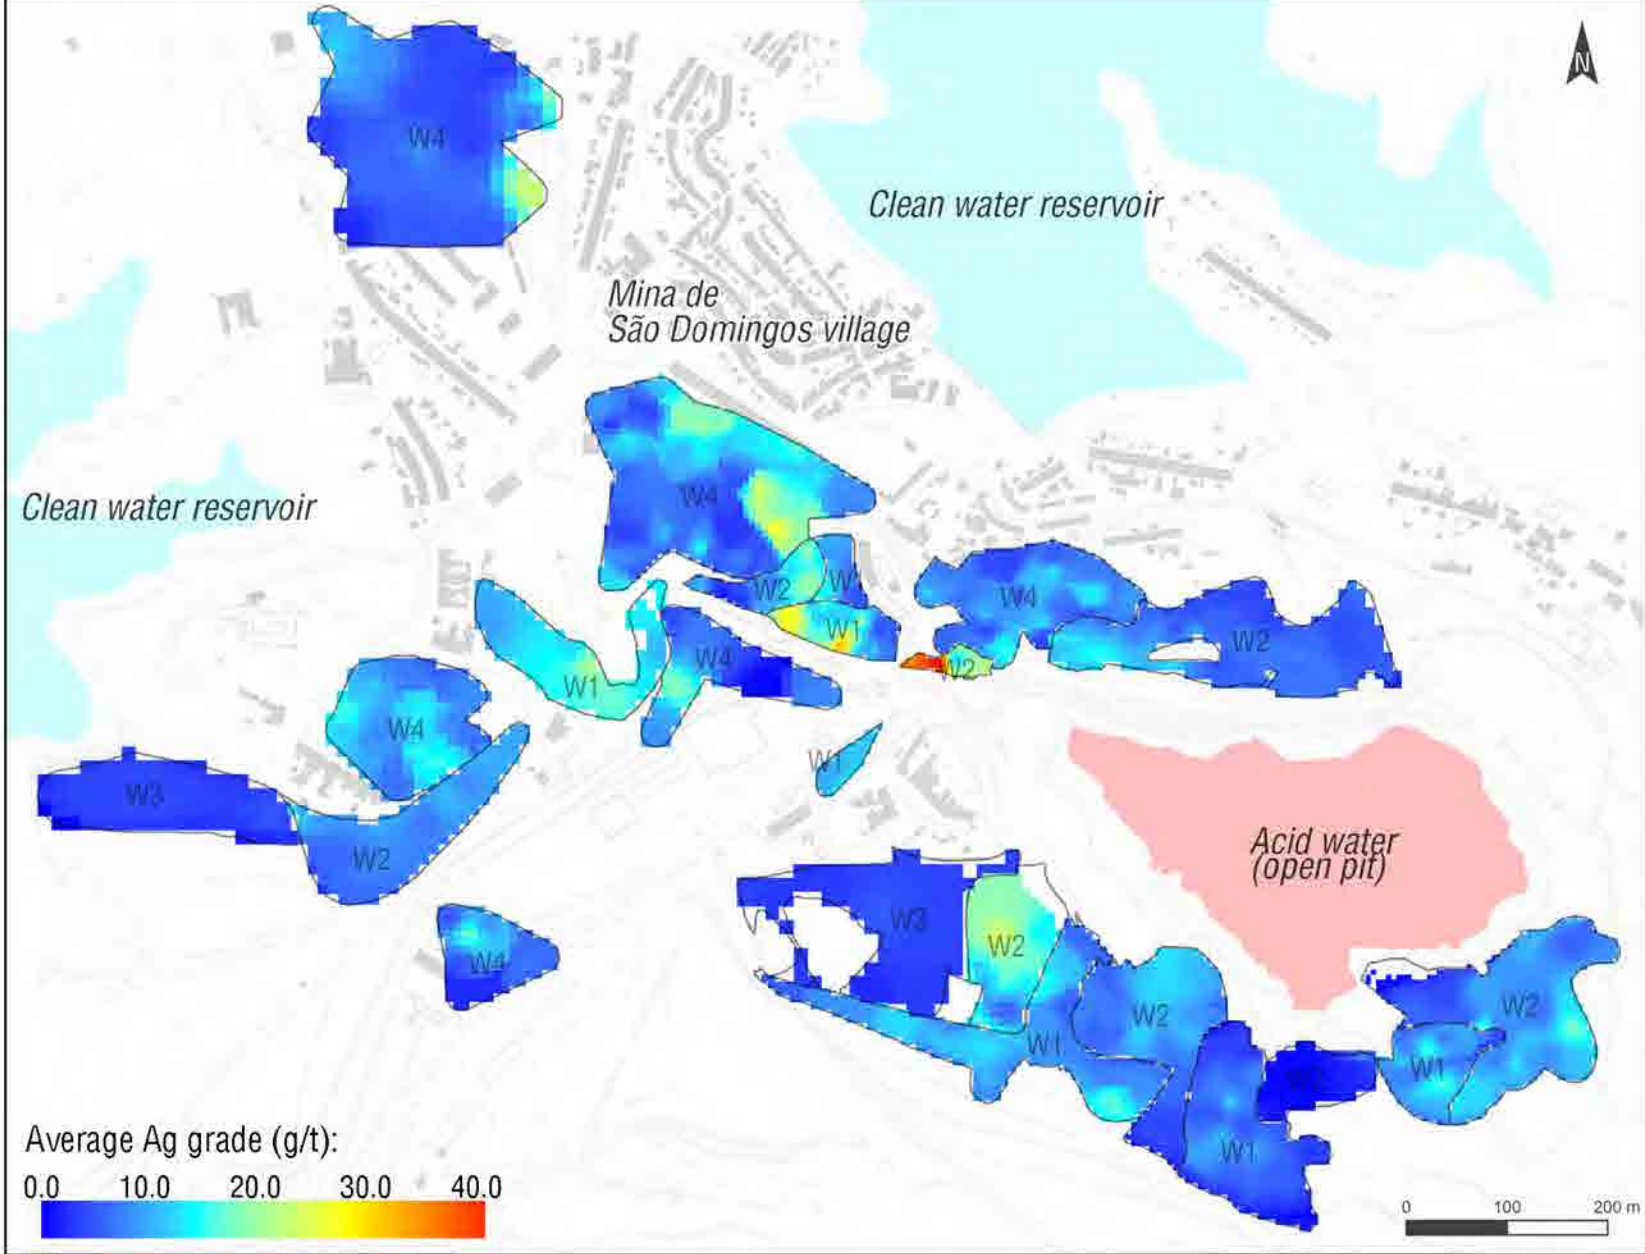 N
W4
Clean water reservoir
Mina de
São Domingos village
W4
Clean water reservoir
W2
W1
W4
W2
W1
W4
W2
W1
W4
W1
W3
Acid water
(open pit)
W2
W3
W2
W4
W2
W2
W1
W1
W1
Average Ag grade (g/t):
0.0 10.0 20.0 30.0 40.0
0 100 200 m